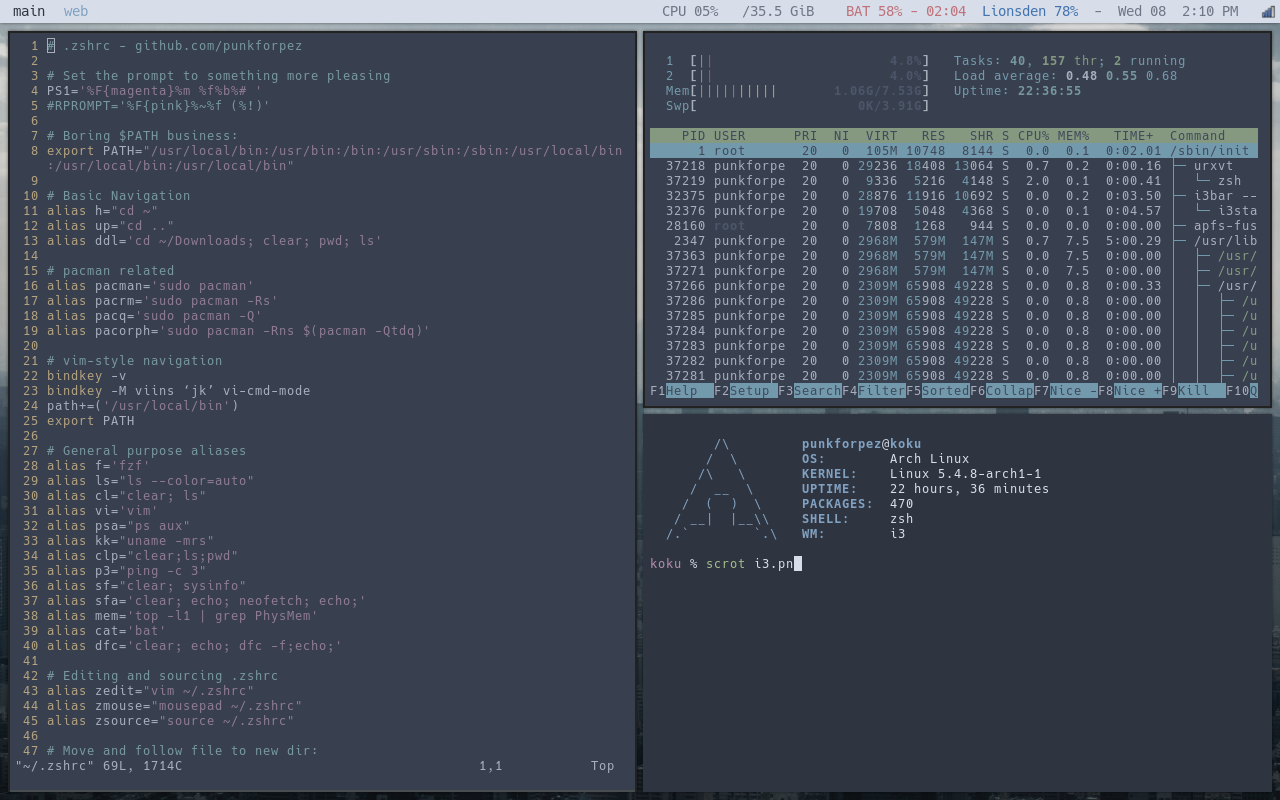 main web CPU 05% /35.5 GiB BAT 58% - 02:04 Lionsden 78% - Wed 08 2:10 PM
1 # .zshrc - github.com/punkforpez
2
3 # Set the prompt to something more pleasing
4 PS1='%F{magenta}%m %f%b%# '
5 #RPROMPT='%F{pink}%~%f (%!)'
6
7 # Boring $PATH business:
8 export PATH="/usr/local/bin:/usr/bin:/bin:/usr/sbin:/sbin:/usr/local/bin
:/usr/local/bin:/usr/local/bin"
9
10 # Basic Navigation
11 alias h="cd ~"
12 alias up="cd .."
13 alias ddl='cd ~/Downloads; clear; pwd; ls'
14
15 # pacman related
16 alias pacman='sudo pacman'
17 alias pacrm='sudo pacman -Rs'
18 alias pacq='sudo pacman -Q'
19 alias pacorph='sudo pacman -Rns $(pacman -Qtdq)'
20
21 # vim-style navigation
22 bindkey -v
23 bindkey -M viins ‘jk’ vi-cmd-mode
24 path+=('/usr/local/bin')
25 export PATH
26
27 # General purpose aliases
28 alias f='fzf'
29 alias ls="ls --color=auto"
30 alias cl="clear; ls"
31 alias vi='vim'
32 alias psa="ps aux"
33 alias kk="uname -mrs"
34 alias clp="clear;ls;pwd"
35 alias p3="ping -c 3"
36 alias sf="clear; sysinfo"
37 alias sfa='clear; echo; neofetch; echo;'
38 alias mem='top -l1 | grep PhysMem'
39 alias cat='bat'
40 alias dfc='clear; echo; dfc -f;echo;'
41
42 # Editing and sourcing .zshrc
43 alias zedit="vim ~/.zshrc"
44 alias zmouse="mousepad ~/.zshrc"
45 alias zsource="source ~/.zshrc"
46
47 # Move and follow file to new dir:
"~/.zshrc" 69L, 1714C 1,1 Top
1 [|| 4.8%] Tasks: 40, 157 thr; 2 running
2 [|| 4.0%] Load average: 0.48 0.55 0.68
Mem[|||||||||| 1.06G/7.53G] Uptime: 22:36:55
Swp[ 0K/3.91G]
PID USER PRI NI VIRT RES SHR S CPU% MEM% TIME+ Command
1 root 20 0 105M 10748 8144 S 0.0 0.1 0:02.01 /sbin/init
37218 punkforpe 20 0 29236 18408 13064 S 0.7 0.2 0:00.16 ├─ urxvt
37219 punkforpe 20 0 9336 5216 4148 S 2.0 0.1 0:00.41 │ └─ zsh
32375 punkforpe 20 0 28876 11916 10692 S 0.0 0.2 0:03.50 ├─ i3bar --
32376 punkforpe 20 0 19708 5048 4368 S 0.0 0.1 0:04.57 │ └─ i3sta
28160 root 20 0 7808 1268 944 S 0.0 0.0 0:00.00 ├─ apfs-fus
2347 punkforpe 20 0 2968M 579M 147M S 0.7 7.5 5:00.29 ├─ /usr/lib
37363 punkforpe 20 0 2968M 579M 147M S 0.0 7.5 0:00.00 │ ├─ /usr/
37271 punkforpe 20 0 2968M 579M 147M S 0.0 7.5 0:00.00 │ ├─ /usr/
37266 punkforpe 20 0 2309M 65908 49228 S 0.0 0.8 0:00.33 │ ├─ /usr/
37286 punkforpe 20 0 2309M 65908 49228 S 0.0 0.8 0:00.00 │ │ ├─ /u
37285 punkforpe 20 0 2309M 65908 49228 S 0.0 0.8 0:00.00 │ │ ├─ /u
37284 punkforpe 20 0 2309M 65908 49228 S 0.0 0.8 0:00.00 │ │ ├─ /u
37283 punkforpe 20 0 2309M 65908 49228 S 0.0 0.8 0:00.00 │ │ ├─ /u
37282 punkforpe 20 0 2309M 65908 49228 S 0.0 0.8 0:00.00 │ │ ├─ /u
37281 punkforpe 20 0 2309M 65908 49228 S 0.0 0.8 0:00.00 │ │ ├─ /u
F1Help F2Setup F3SearchF4FilterF5SortedF6CollapF7Nice -F8Nice +F9Kill F10Q
punkforpez@koku
OS: Arch Linux
KERNEL: Linux 5.4.8-arch1-1
UPTIME: 22 hours, 36 minutes
PACKAGES: 470
SHELL: zsh
WM: i3
koku % scrot i3.pn